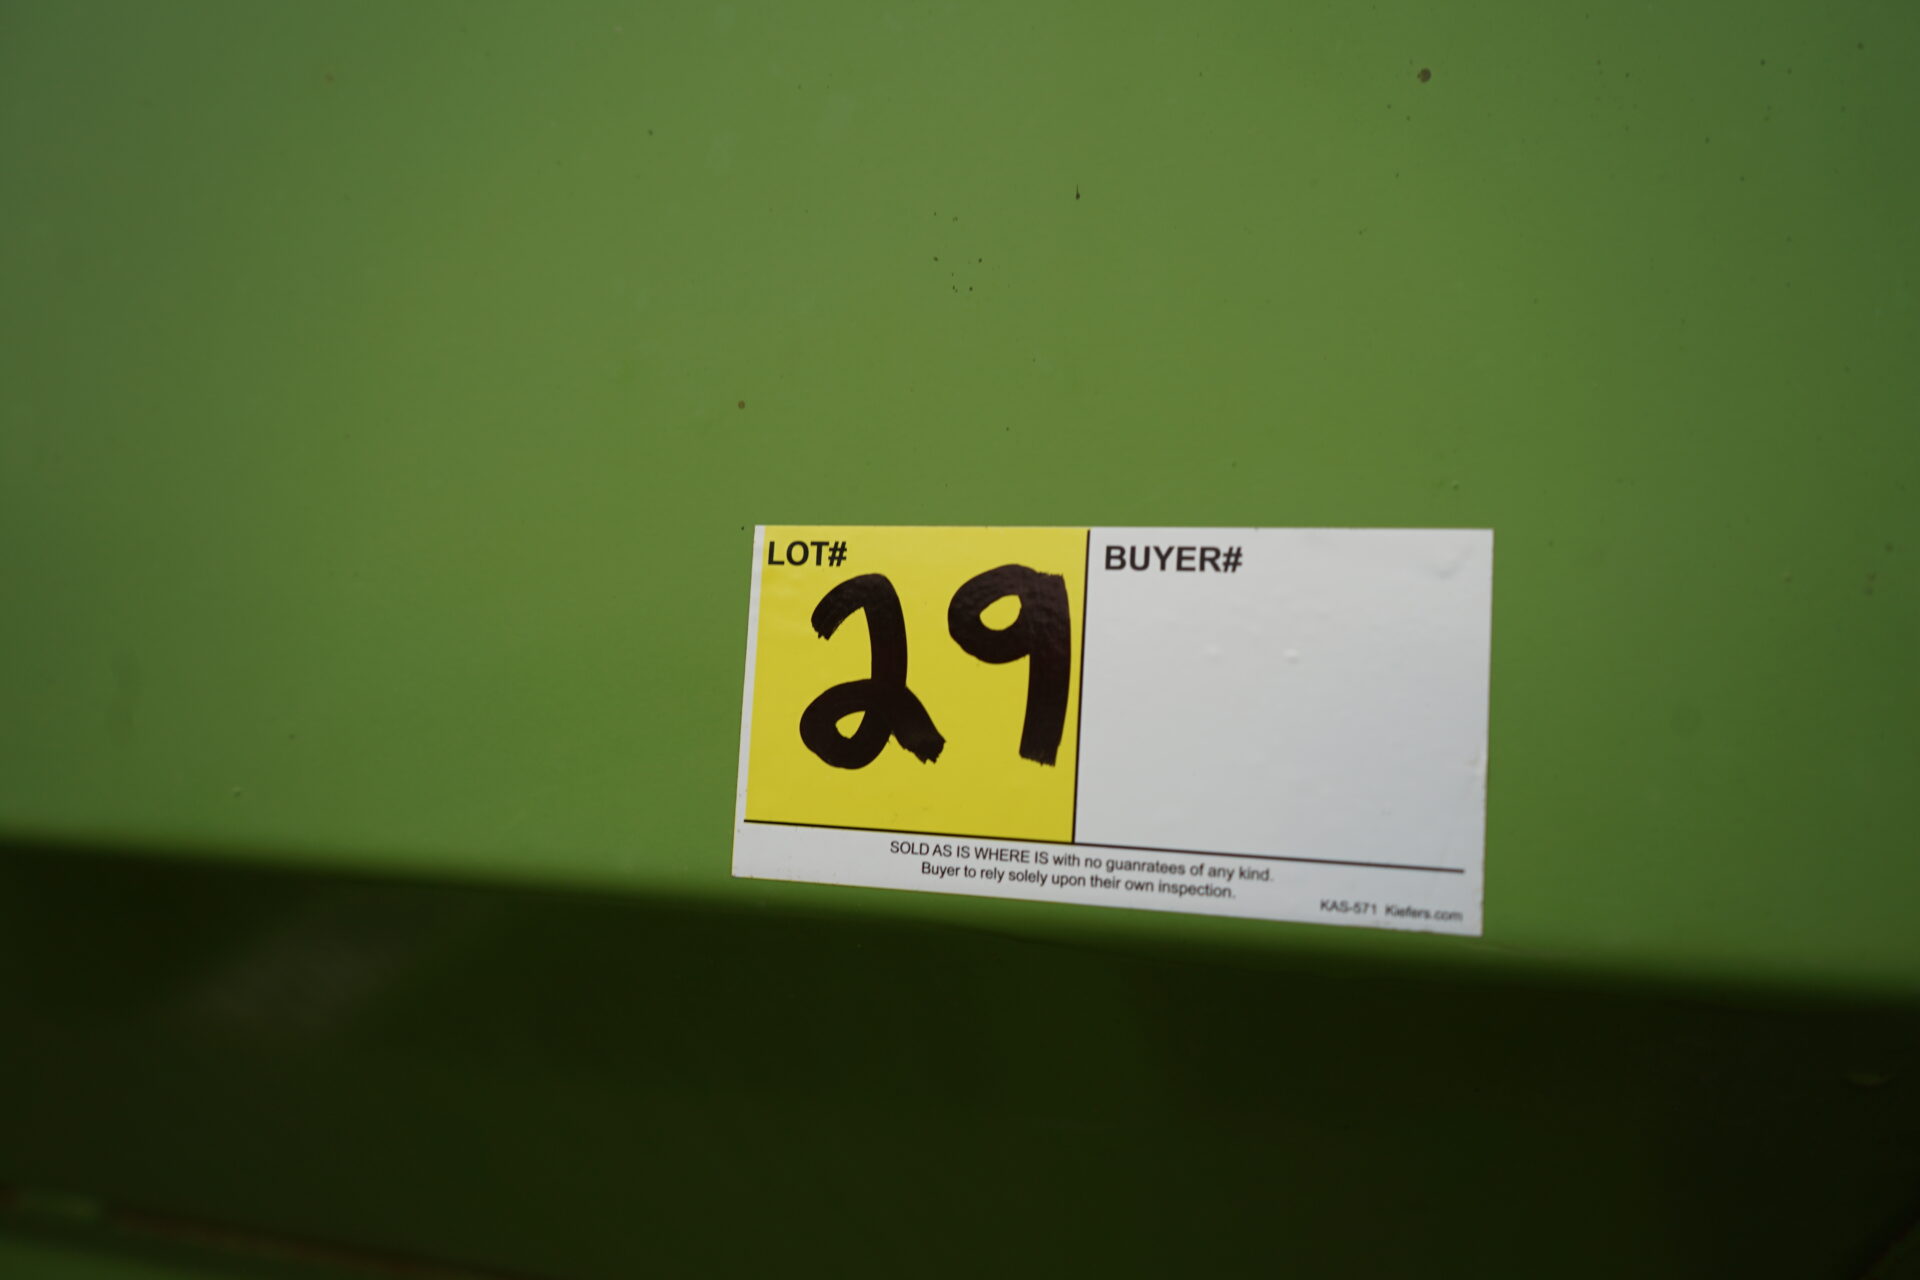 LOT#
BUYER#
29
SOLD AS IS WHERE IS with no guanratees of any kind.
Buyer to rely solely upon their own inspection.
KAS-571 Kiefers.com